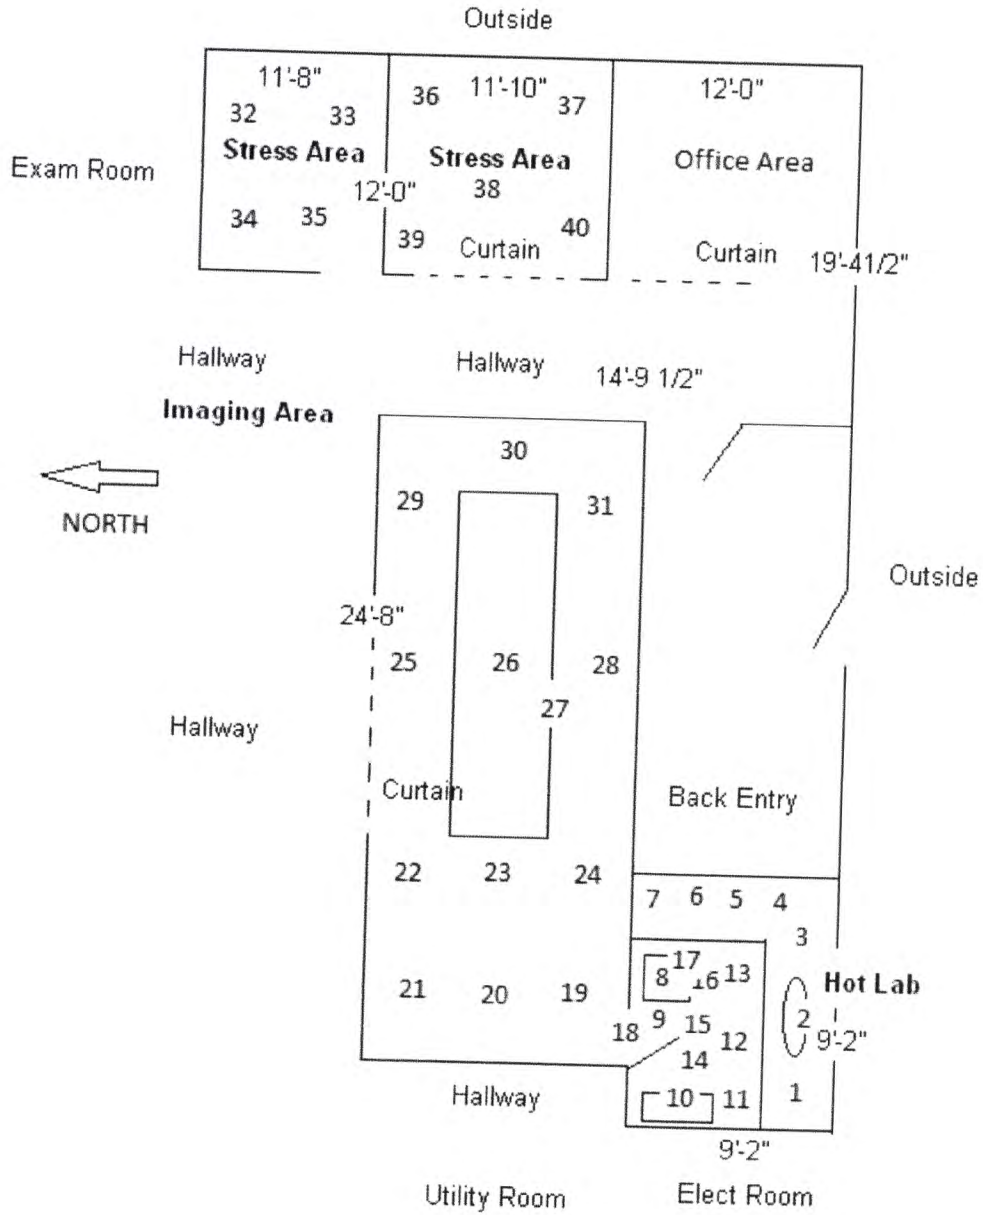 Outside
11'-8"
36
11'-10"
37
12'-0"
32
33
Stress Area
Stress Area
Office Area
Exam Room
12'-0"
38
34
35
39
40
Curtain
Curtain
19'-41/2"
Hallway
Hallway
14'-9 1/2"
Imaging Area
30
29
31
NORTH
Outside
24'-8"
25
26
28
27
Hallway
Curtain
Back Entry
22
23
24
7
6
5
4
3
17
8
16
13
Hot Lab
21
20
19
18
9
15
12
2
9'-2"
14
Hallway
10
11
1
9'-2"
Utility Room
Elect Room